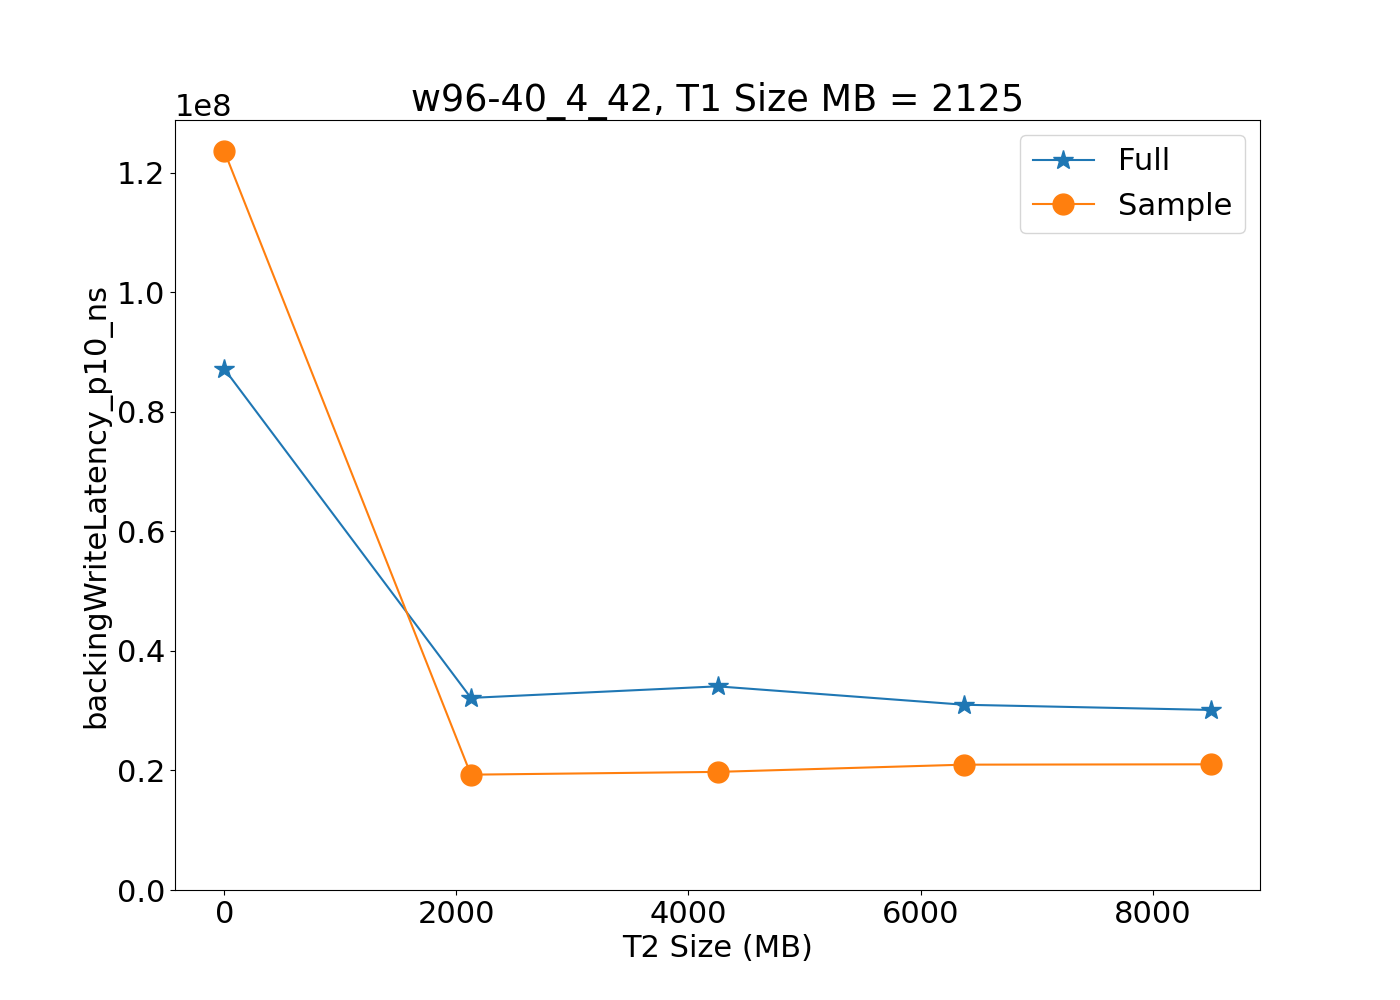 w96-40_4_42, T1 Size MB = 2125
1e8
Full
Sample
1.2
1.0
0.8
0.6
0.4
0.2
0.0
backingWriteLatency_p10_ns
0 2000 4000 6000 8000
T2 Size (MB)